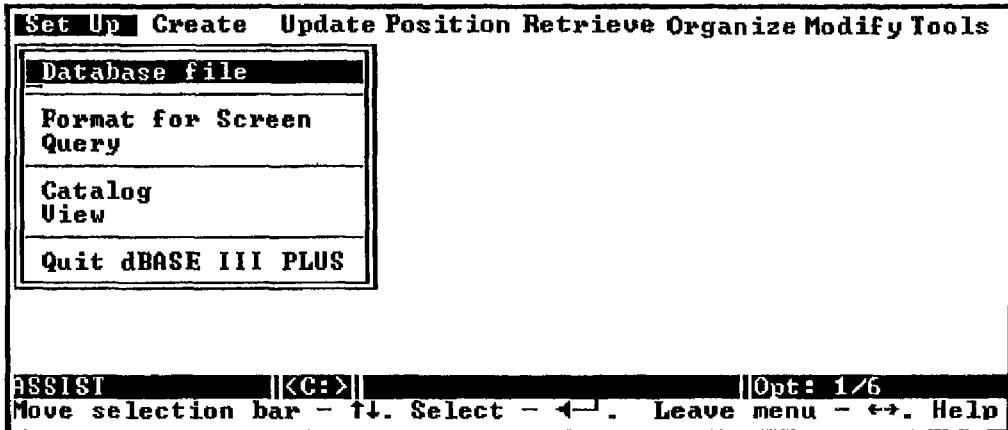 Set Up Create Update Position Retrieve Organize Modify Tools
Database file
Format for Screen
Query
Catalog
View
Quit dBASE III PLUS
ASSIST <C:> Opt: 1/6
Move selection bar - ↑↓. Select - ◄─┘. Leave menu - ↔. Help